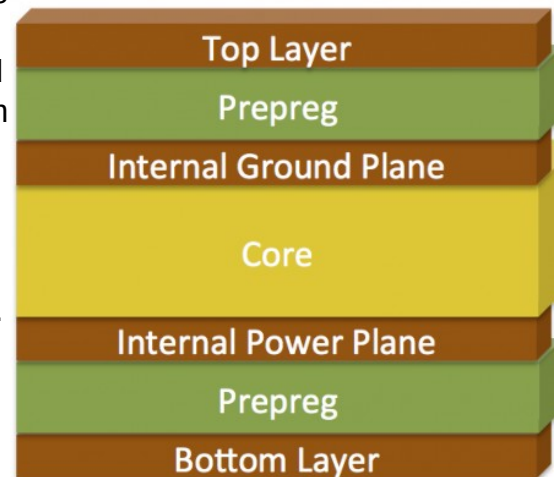 Top Layer
Prepreg
Internal Ground Plane
Core
Internal Power Plane
Prepreg
Bottom Layer